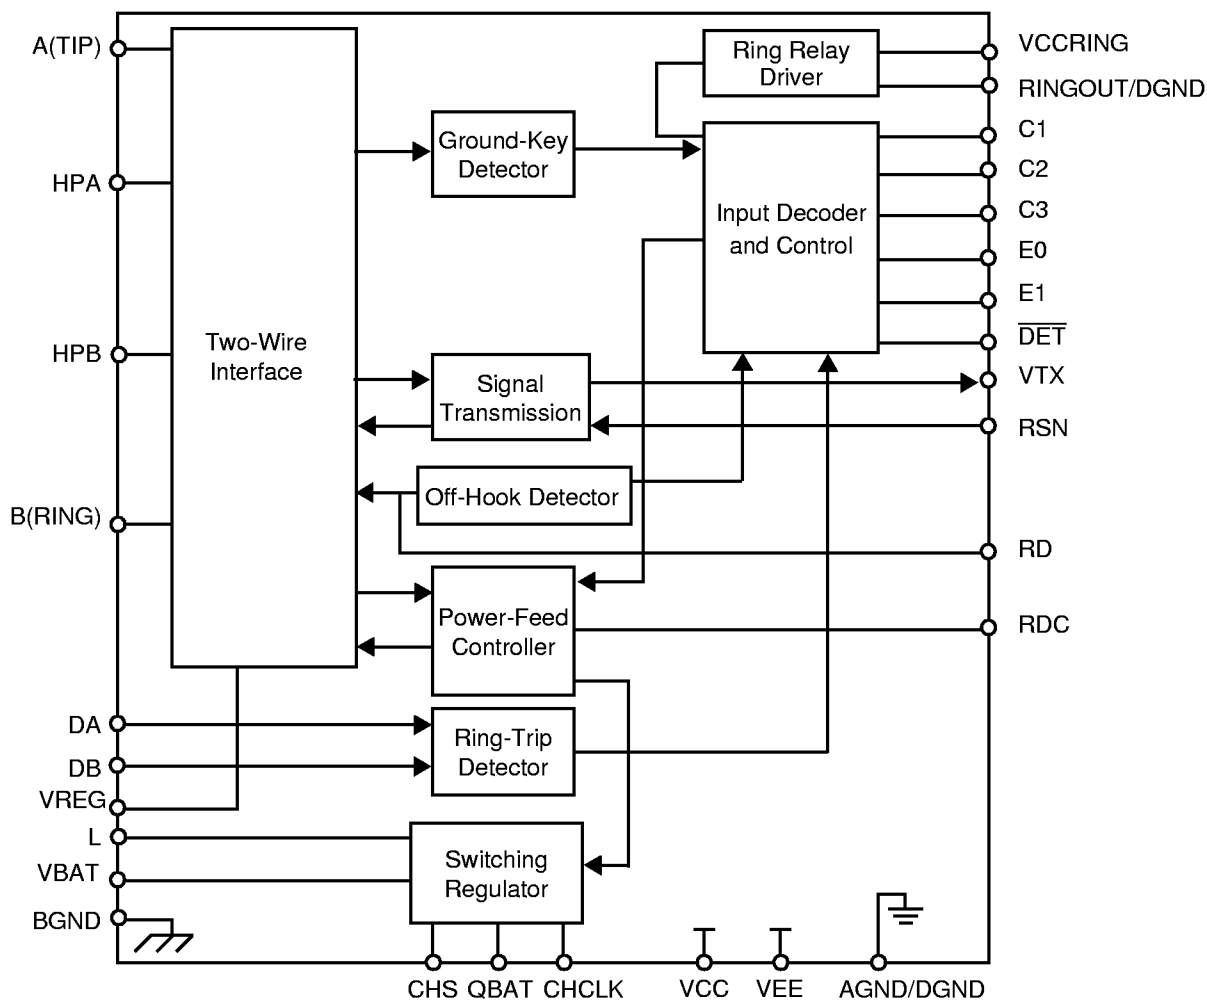 A(TIP)
HPA
HPB
B(RING)
DA
DB
VREG
L
VBAT
BGND
Two-Wire
Interface
Ground-Key
Detector
Signal
Transmission
Off-Hook Detector
Power-Feed
Controller
Ring-Trip
Detector
Switching
Regulator
Ring Relay
Driver
Input Decoder
and Control
VCCRING
RINGOUT/DGND
C1
C2
C3
E0
E1
DET
VTX
RSN
RD
RDC
CHS QBAT CHCLK VCC VEE AGND/DGND